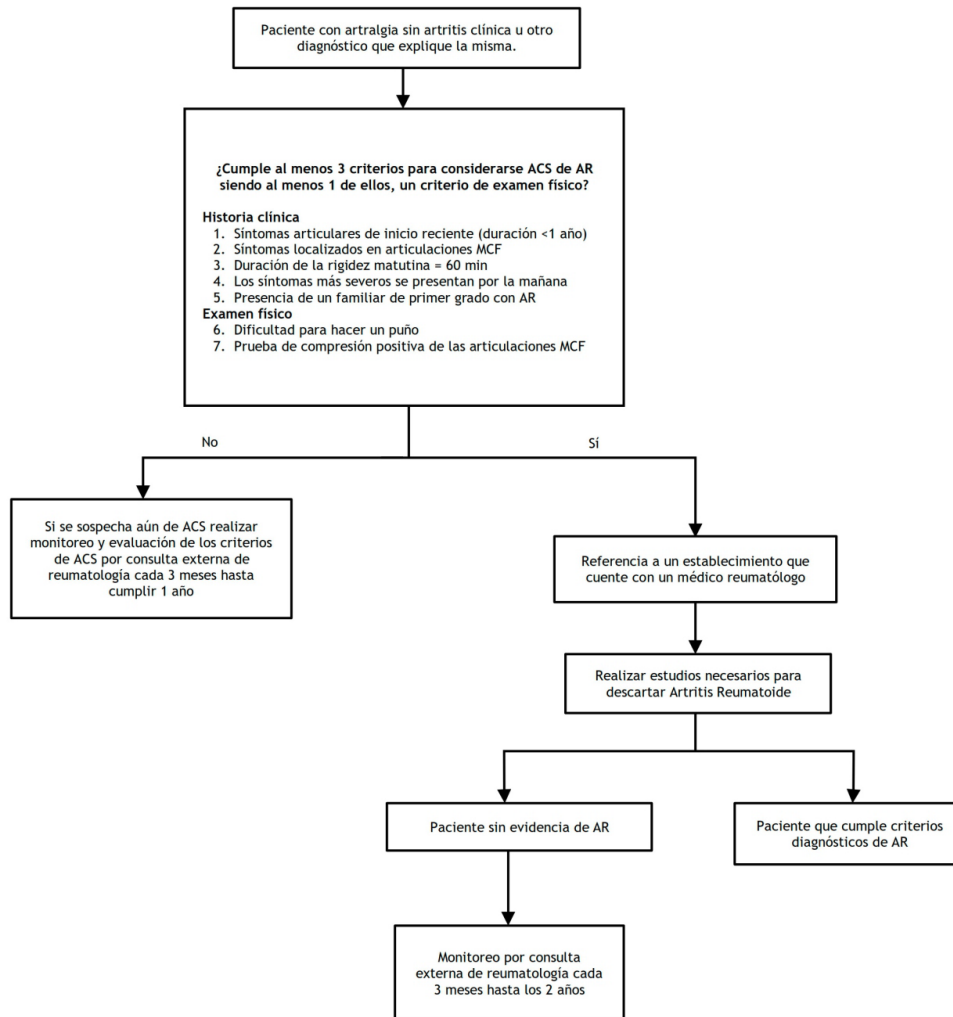 Paciente con artralgia sin artritis clínica u otro
diagnóstico que explique la misma.
¿Cumple al menos 3 criterios para considerarse ACS de AR
siendo al menos 1 de ellos, un criterio de examen físico?
Historia clínica
1. Síntomas articulares de inicio reciente (duración <1 año)
2. Síntomas localizados en articulaciones MCF
3. Duración de la rigidez matutina = 60 min
4. Los síntomas más severos se presentan por la mañana
5. Presencia de un familiar de primer grado con AR
Examen físico
6. Dificultad para hacer un puño
7. Prueba de compresión positiva de las articulaciones MCF
No
Sí
Si se sospecha aún de ACS realizar
monitoreo y evaluación de los criterios
de ACS por consulta externa de
reumatología cada 3 meses hasta
cumplir 1 año
Referencia a un establecimiento que
cuente con un médico reumatólogo
Realizar estudios necesarios para
descartar Artritis Reumatoide
Paciente sin evidencia de AR
Paciente que cumple criterios
diagnósticos de AR
Monitoreo por consulta
externa de reumatología cada
3 meses hasta los 2 años